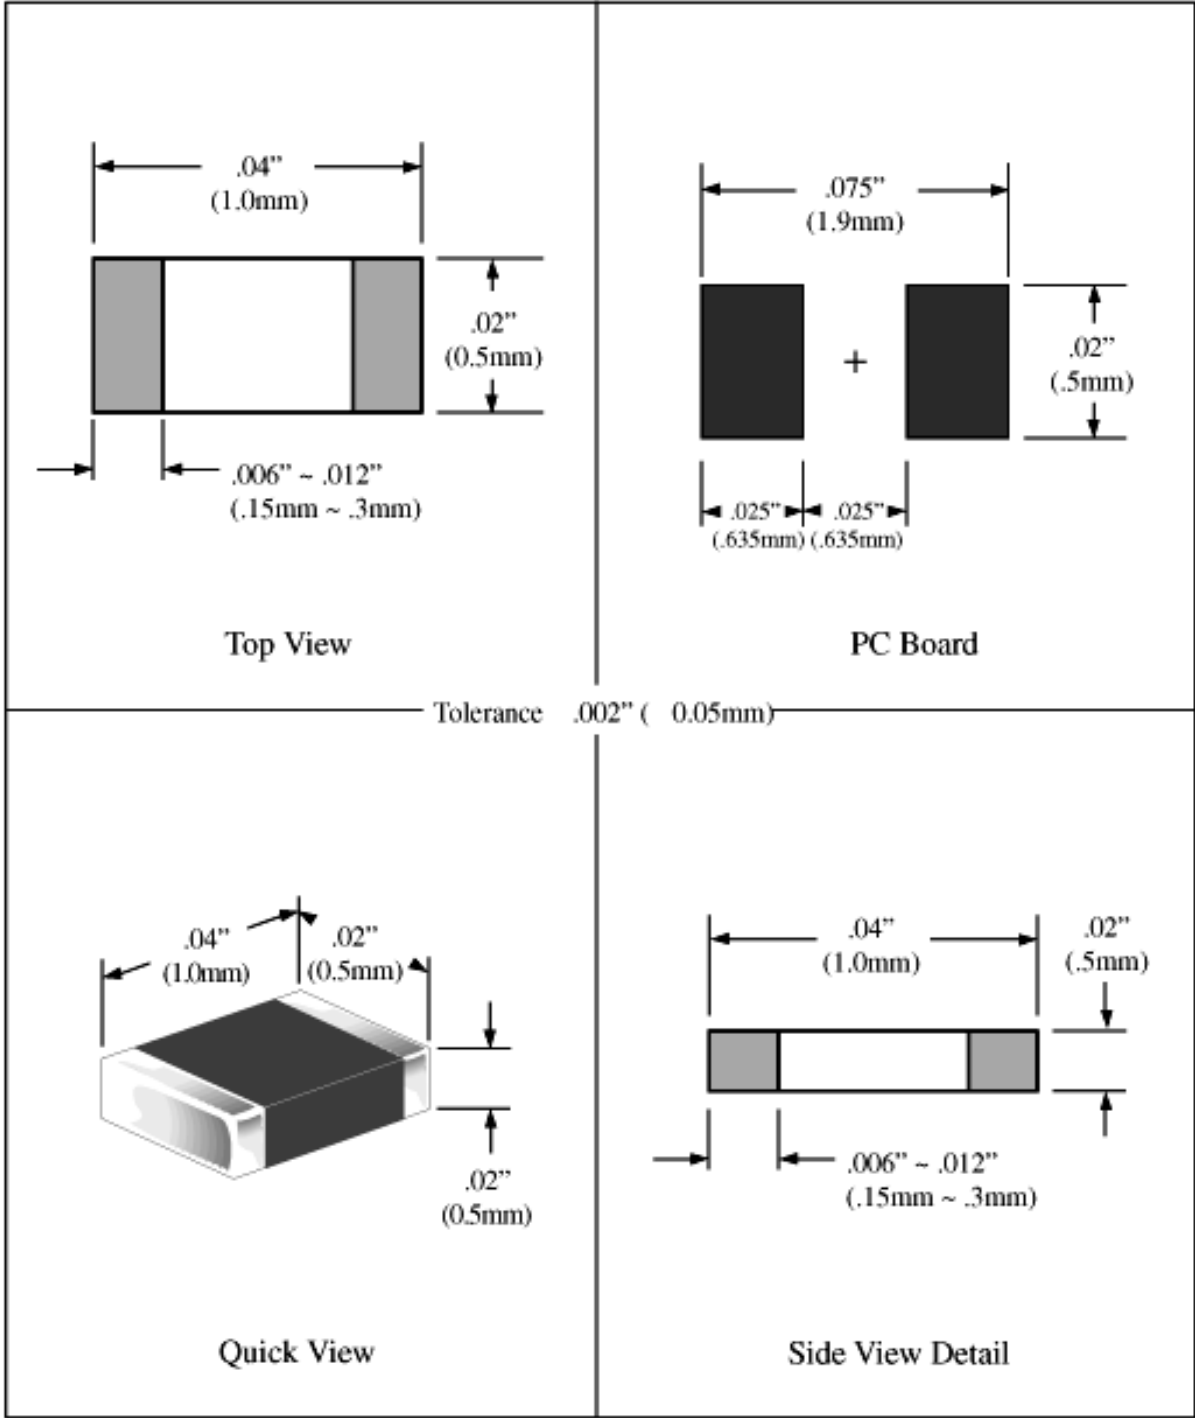 .04”
(1.0mm)
.02”
(0.5mm)
.006” ~ .012”
(.15mm ~ .3mm)
Top View
.075”
(1.9mm)
+
.02”
(.5mm)
.025” .025”
(.635mm) (.635mm)
PC Board
Tolerance .002” ( 0.05mm)
.04”
(1.0mm)
.02”
(0.5mm)
.02”
(0.5mm)
Quick View
.04”
(1.0mm)
.02”
(.5mm)
.006” ~ .012”
(.15mm ~ .3mm)
Side View Detail